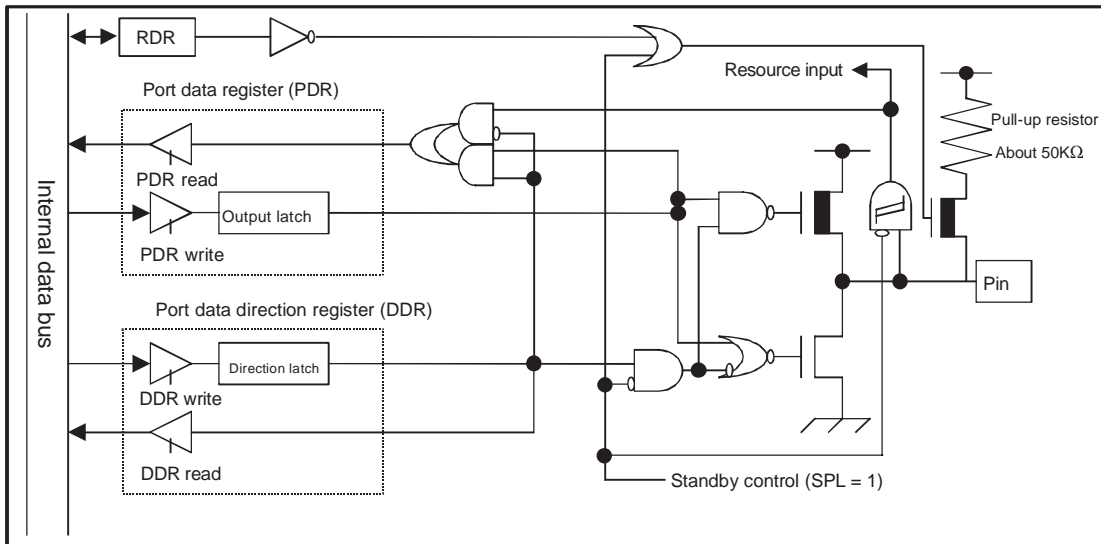 RDR
Resource input
Port data register (PDR)
Pull-up resistor
About 50KΩ
PDR read
Output latch
PDR write
Internal data bus
Pin
Port data direction register (DDR)
Direction latch
DDR write
DDR read
Standby control (SPL = 1)